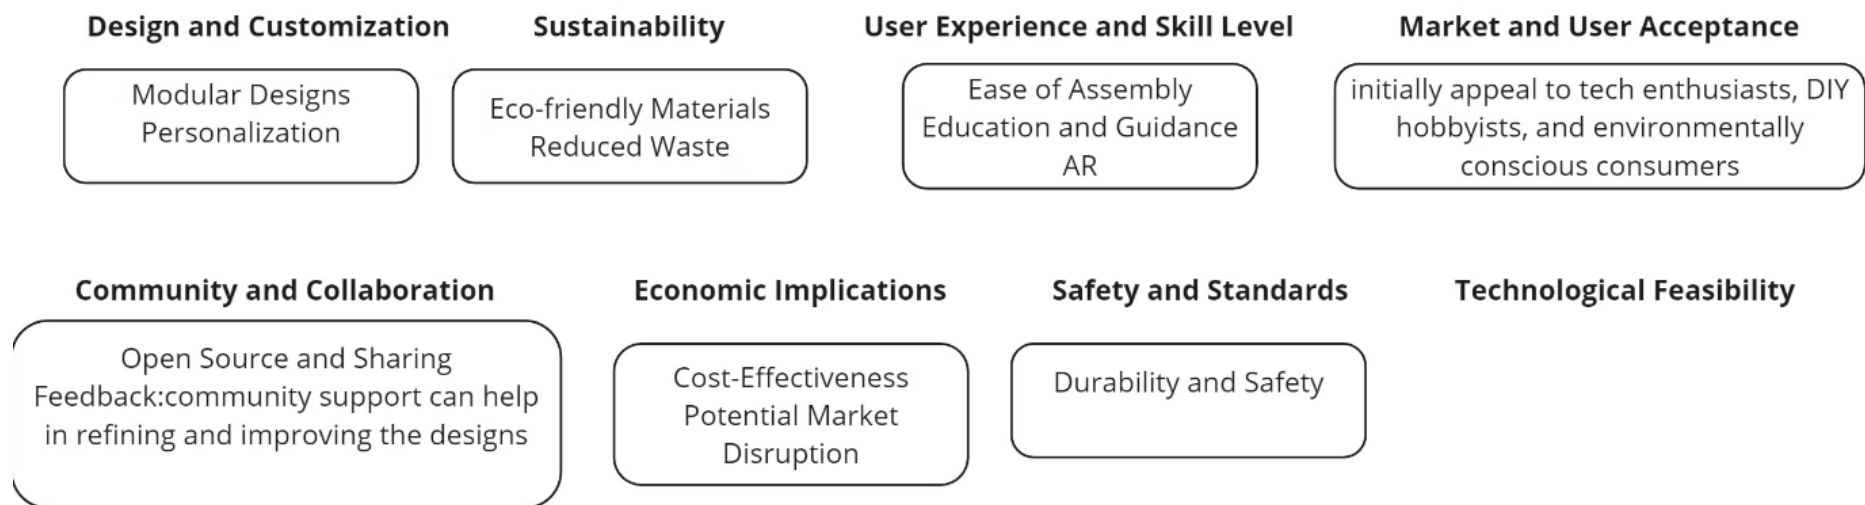 Design and Customization
Modular Designs
Personalization
Sustainability
Eco-friendly Materials
Reduced Waste
User Experience and Skill Level
Ease of Assembly
Education and Guidance
AR
Market and User Acceptance
initially appeal to tech enthusiasts, DIY
hobbyists, and environmentally
conscious consumers
Community and Collaboration
Open Source and Sharing
Feedback:community support can help
in refining and improving the designs
Economic Implications
Cost-Effectiveness
Potential Market
Disruption
Safety and Standards
Durability and Safety
Technological Feasibility